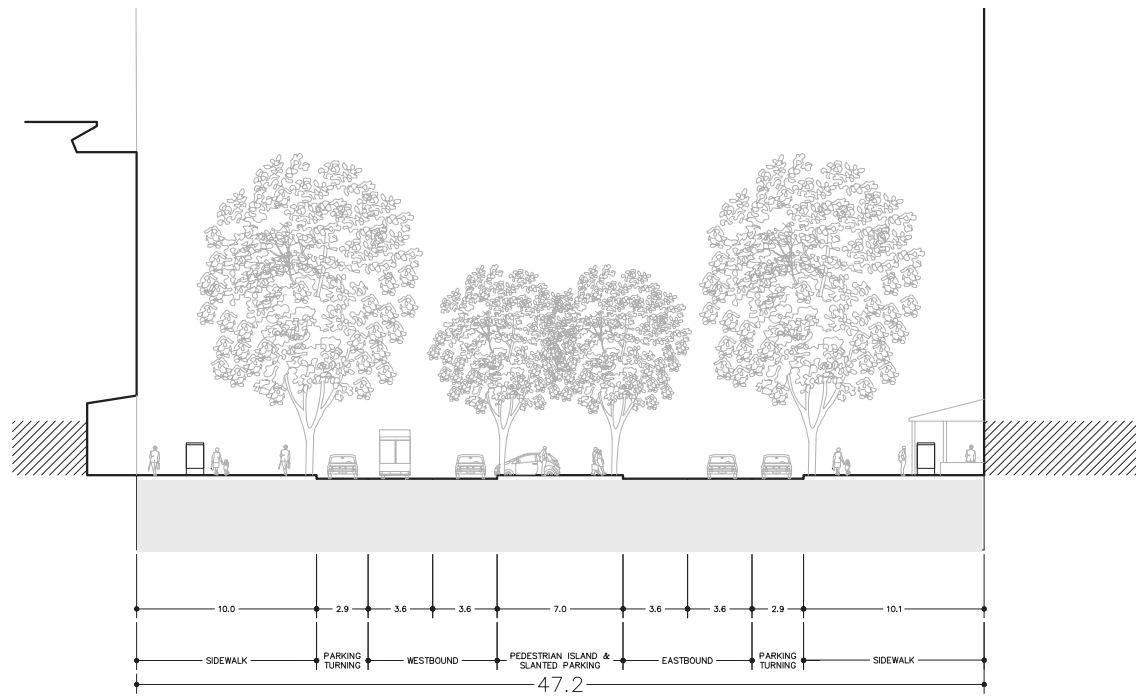 10.0 2.9 3.6 3.6 7.0 3.6 3.6 2.9 10.1
SIDEWALK
PARKING
TURNING
WESTBOUND
PEDESTRIAN ISLAND &
SLANTED PARKING
EASTBOUND
PARKING
TURNING
SIDEWALK
47.2